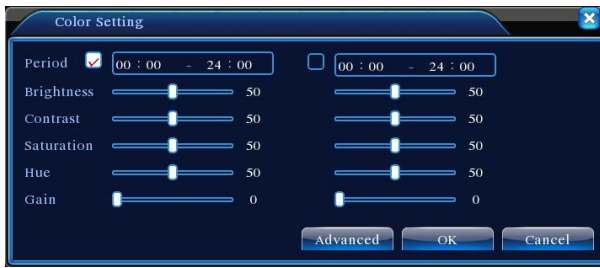 Color Setting
Period 00 : 00 - 24 : 00 00 : 00 - 24 : 00
Brightness 50 50
Contrast 50 50
Saturation 50 50
Hue 50 50
Gain 0 0
Advanced OK Cancel